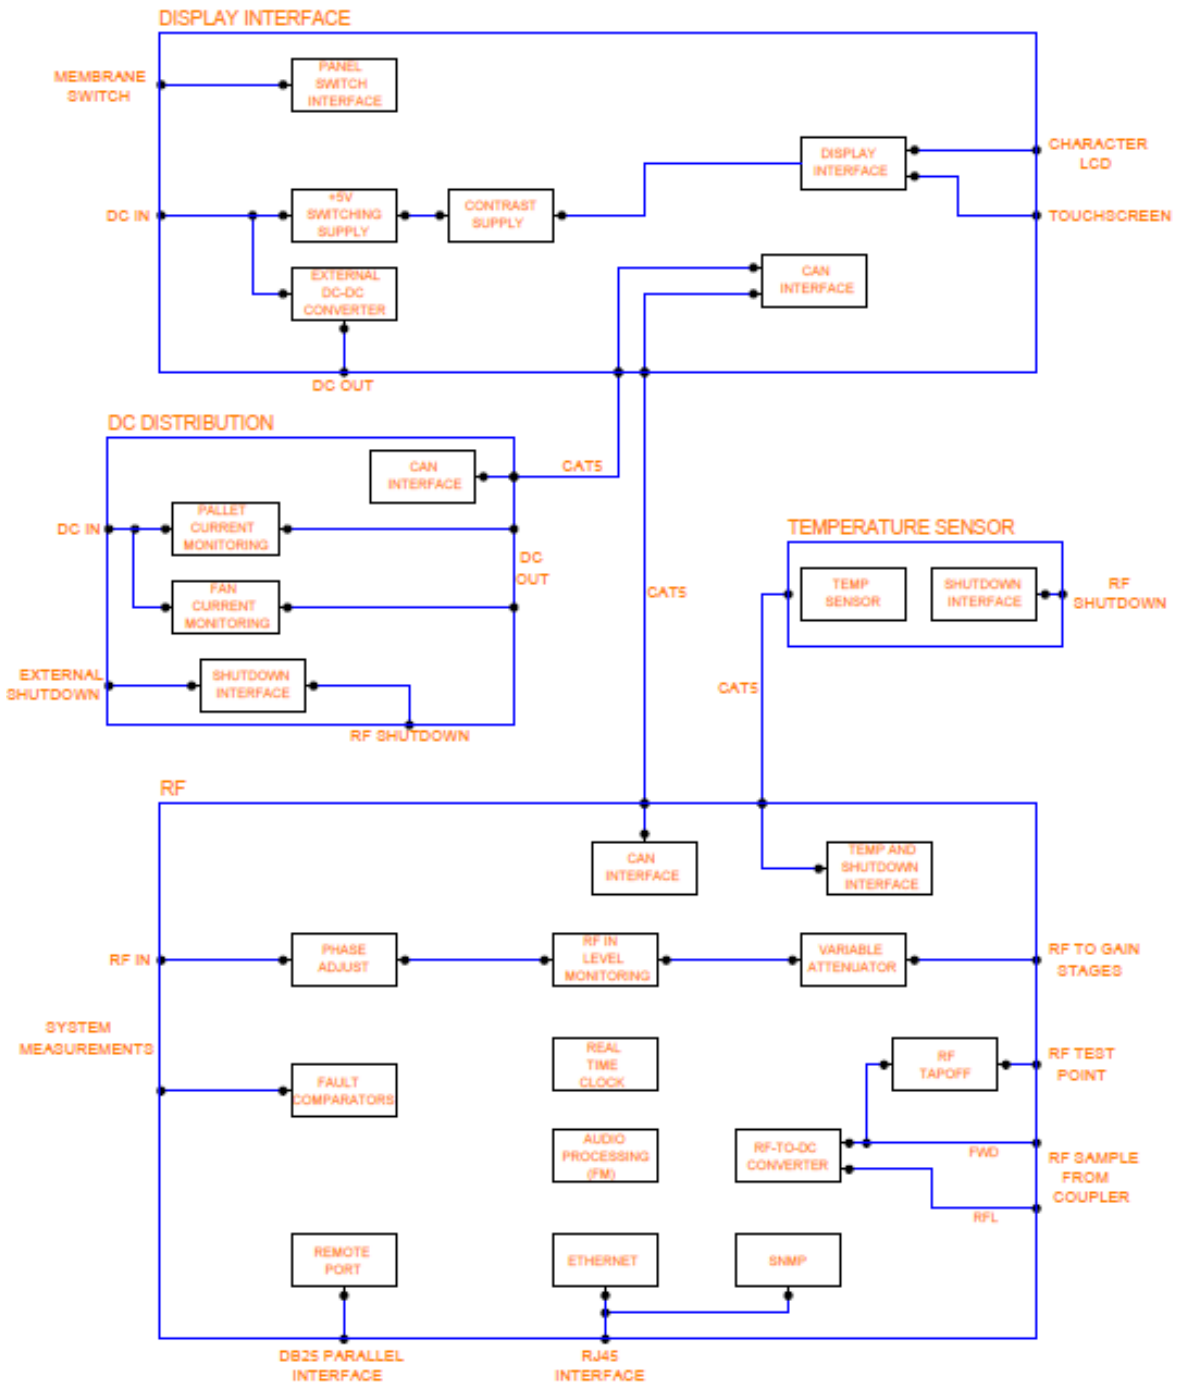 DISPLAY INTERFACE
MEMBRANE
SWITCH
PANEL
SWITCH
INTERFACE
DISPLAY
INTERFACE
CHARACTER
LCD
DC IN
+5V
SWITCHING
SUPPLY
CONTRAST
SUPPLY
TOUCHSCREEN
EXTERNAL
DC-DC
CONVERTER
CAN
INTERFACE
DC OUT
DC DISTRIBUTION
CAN
INTERFACE
CAT5
DC IN
PALLET
CURRENT
MONITORING
DC
OUT
FAN
CURRENT
MONITORING
EXTERNAL
SHUTDOWN
SHUTDOWN
INTERFACE
RF SHUTDOWN
CAT5
TEMPERATURE SENSOR
TEMP
SENSOR
SHUTDOWN
INTERFACE
RF
SHUTDOWN
CAT5
RF
CAN
INTERFACE
TEMP AND
SHUTDOWN
INTERFACE
RF IN
PHASE
ADJUST
RF IN
LEVEL
MONITORING
VARIABLE
ATTENUATOR
RF TO GAIN
STAGES
SYSTEM
MEASUREMENTS
FAULT
COMPARATORS
REAL
TIME
CLOCK
RF
TAPOFF
RF TEST
POINT
AUDIO
PROCESSING
(FM)
RF-TO-DC
CONVERTER
FWD
RFL
RF SAMPLE
FROM
COUPLER
REMOTE
PORT
ETHERNET
SNMP
DB25 PARALLEL
INTERFACE
RJ45
INTERFACE